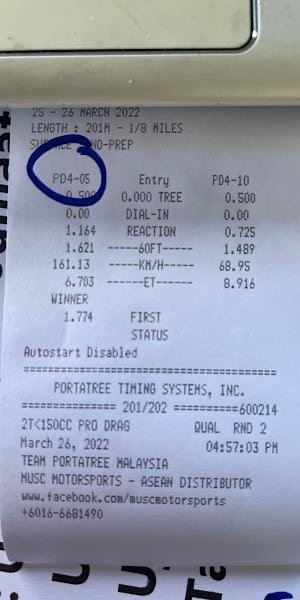 25 - 26 MARCH 2022
LENGTH : 201M - 1/8 MILES
NO-PREP
PD4-05 Entry PD4-10
0.500 0.000 TREE 0.500
0.00 DIAL-IN 0.00
1.164 REACTION 0.725
1.621 -----60FT----- 1.489
161.13 -----KM/H----- 68.95
6.703 ------ET------ 8.916
WINNER
1.774 FIRST
STATUS
Autostart Disabled
==========================================
PORTATREE TIMING SYSTEMS, INC.
=============== 201/202 ==========600214
2T<150CC PRO DRAG QUAL RND 2
March 26, 2022 04:57:03 PM
TEAM PORTATREE MALAYSIA
MUSC MOTORSPORTS - ASEAN DISTRIBUTOR
www.facebook.com/muscmotorsports
+6016-6681490